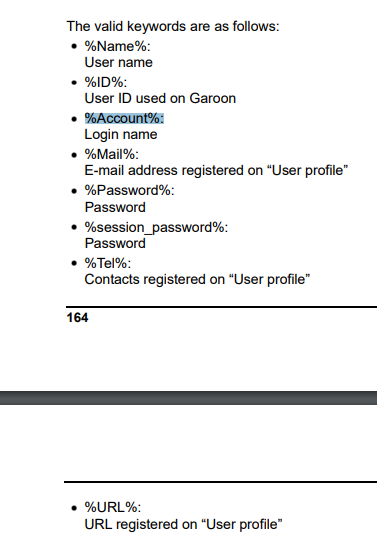 The valid keywords are as follows:
• %Name%:
User name
• %ID%:
User ID used on Garoon
• %Account%:
Login name
• %Mail%:
E-mail address registered on “User profile”
• %Password%:
Password
• %session_password%:
Password
• %Tel%:
Contacts registered on “User profile”
164
• %URL%:
URL registered on “User profile”